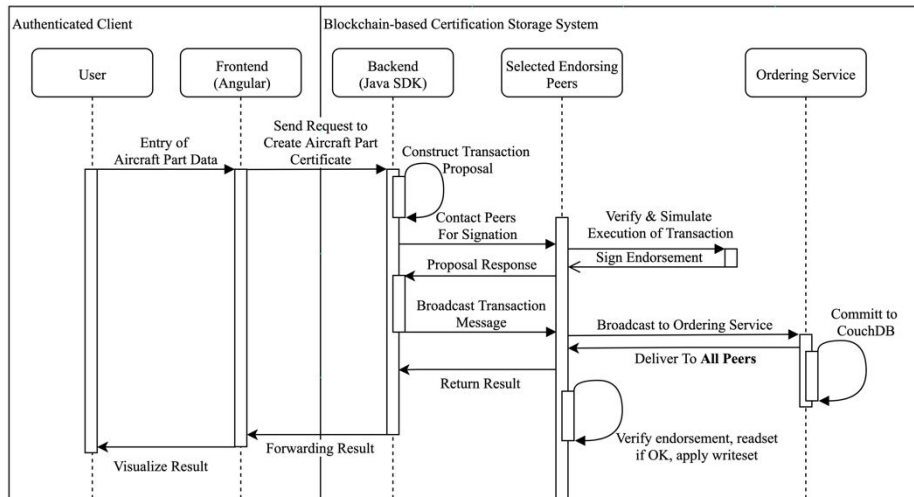 Authenticated Client
Blockchain-based Certification Storage System
User
Frontend
(Angular)
Backend
(Java SDK)
Selected Endorsing
Peers
Ordering Service
Entry of
Aircraft Part Data
Send Request to
Create Aircraft Part
Certificate
Construct Transaction
Proposal
Contact Peers
For Signation
Verify & Simulate
Execution of Transaction
Sign Endorsement
Proposal Response
Broadcast Transaction
Message
Broadcast to Ordering Service
Committ to
CouchDB
Deliver To All Peers
Return Result
Verify endorsement, readset
if OK, apply writeset
Forwarding Result
Visualize Result